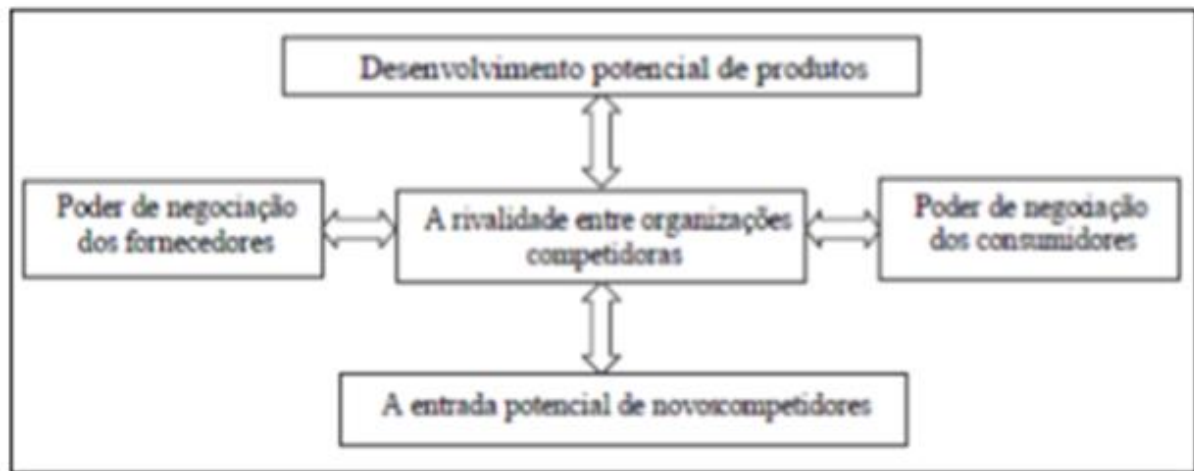 Desenvolvimento potencial de produtos
Poder de negociação
dos fornecedores
A rivalidade entre organizações
competidoras
Poder de negociação
dos consumidores
A entrada potencial de novoscompetidores